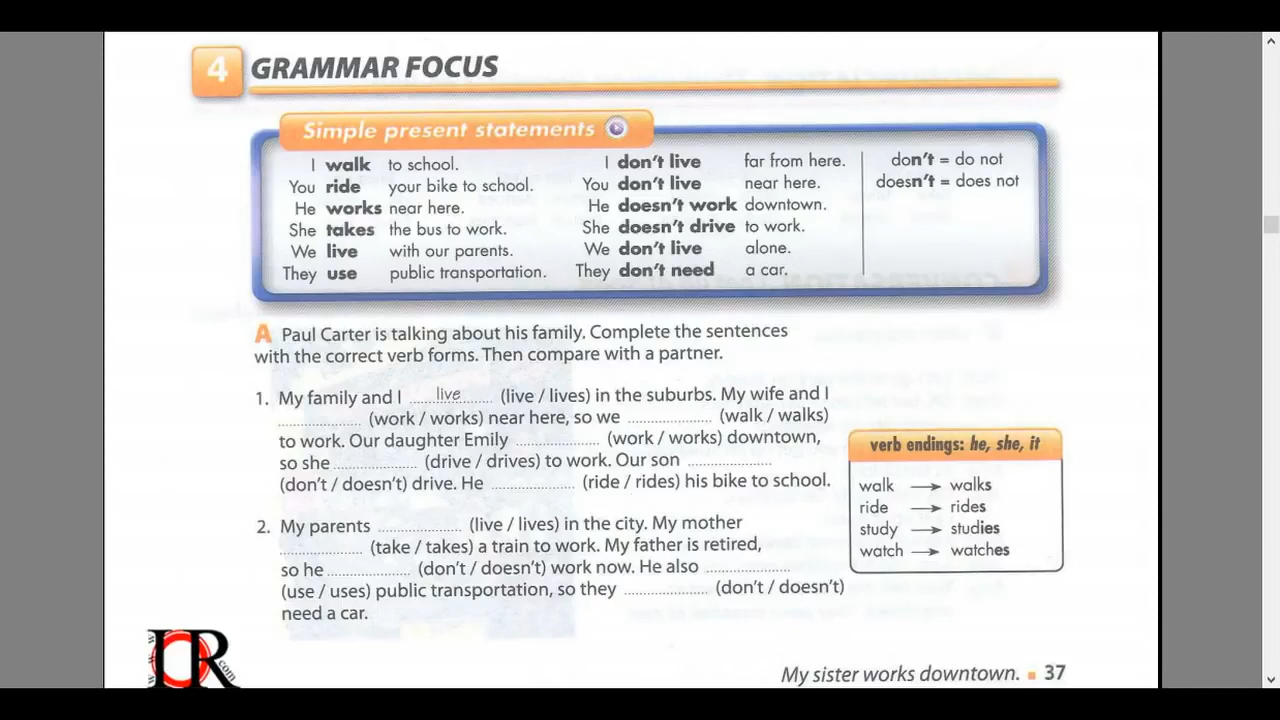 4 GRAMMAR FOCUS
Simple present statements
I walk to school. I don't live far from here. don't = do not
You ride your bike to school. You don't live near here. doesn't = does not
He works near here. He doesn't work downtown.
She takes the bus to work. She doesn't drive to work.
We live with our parents. We don't live alone.
They use public transportation. They don't need a car.
A Paul Carter is talking about his family. Complete the sentences
with the correct verb forms. Then compare with a partner.
1. My family and I ....live.... (live / lives) in the suburbs. My wife and I
.................. (work / works) near here, so we .................. (walk / walks)
to work. Our daughter Emily .................. (work / works) downtown,
so she .................. (drive / drives) to work. Our son ..................
(don't / doesn't) drive. He .................. (ride / rides) his bike to school.
2. My parents .................. (live / lives) in the city. My mother
.................. (take / takes) a train to work. My father is retired,
so he .................. (don't / doesn't) work now. He also ..................
(use / uses) public transportation, so they .................. (don't / doesn't)
need a car.
verb endings: he, she, it
walk → walks
ride → rides
study → studies
watch → watches
IR
.com
My sister works downtown. ▪ 37